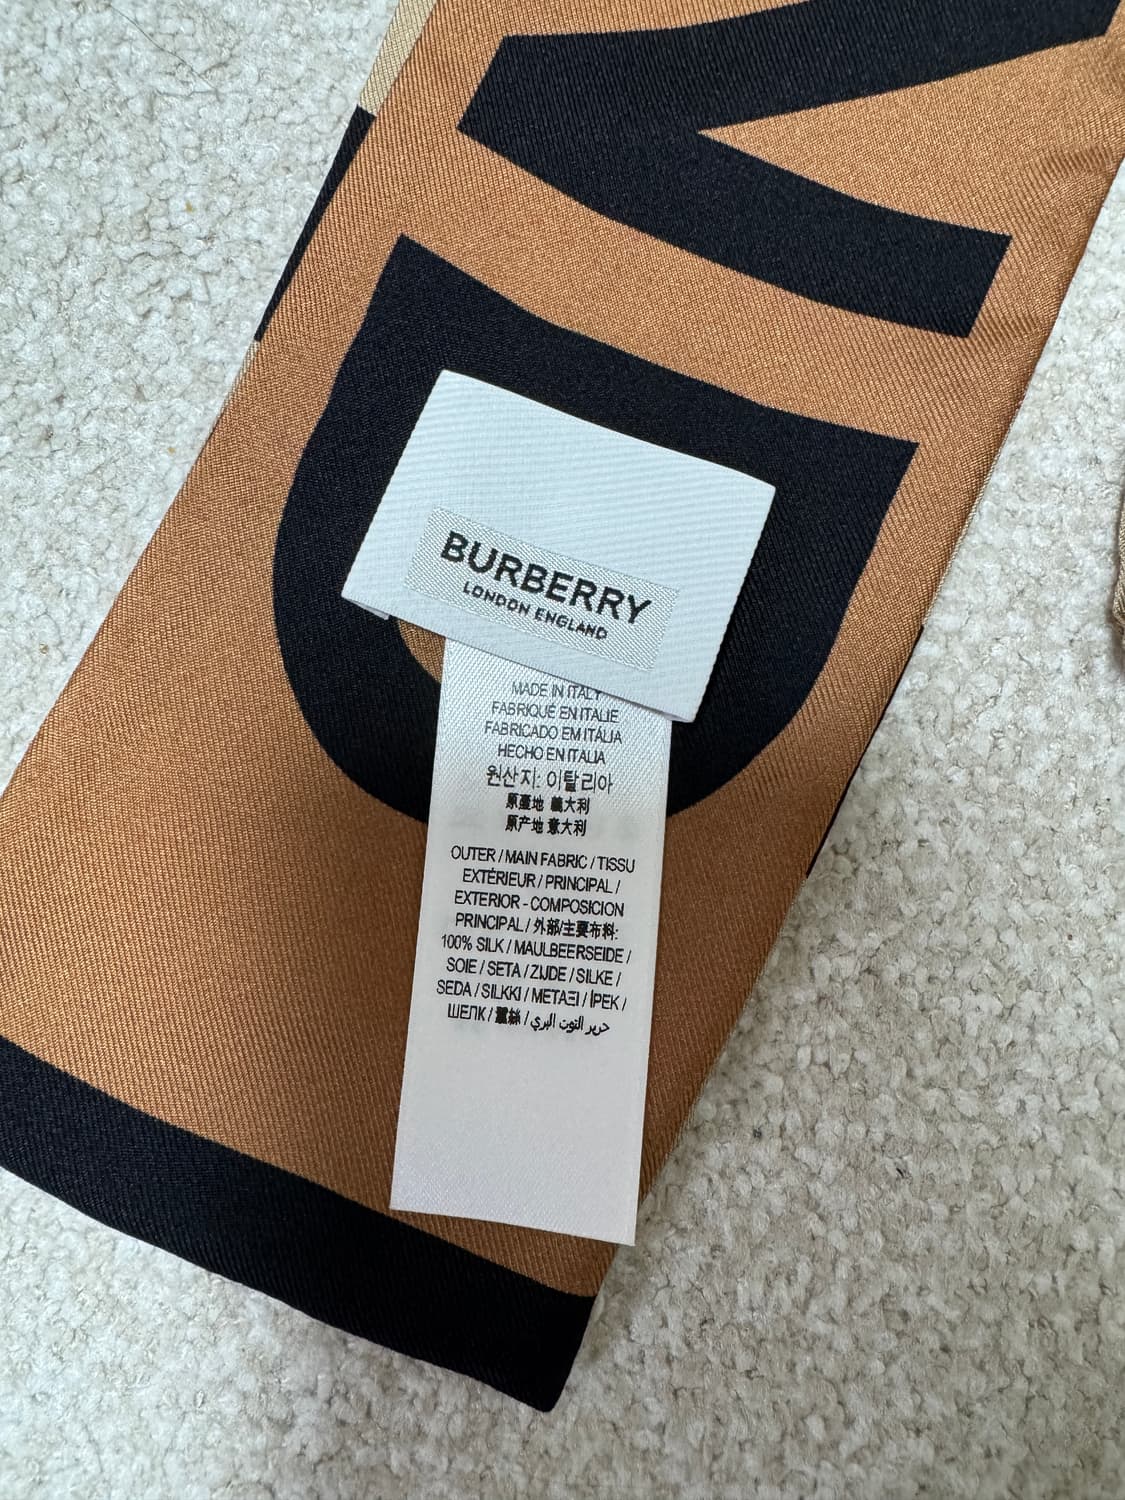 BURBERRY
LONDON ENGLAND
MADE IN ITALY
FABRIQUÉ EN ITALIE
FABRICADO EM ITÁLIA
HECHO EN ITALIA
원산지: 이탈리아
原產地 義大利
原产地 意大利
OUTER / MAIN FABRIC / TISSU
EXTÉRIEUR / PRINCIPAL /
EXTERIOR - COMPOSICION
PRINCIPAL / 外部/主要布料:
100% SILK / MAULBEERSEIDE /
SOIE / SETA / ZIJDE / SILKE /
SEDA / SILKKI / ΜΕΤΑΞΙ / İPEK /
ШЕЛК / 蠶絲 / حرير التوت البري